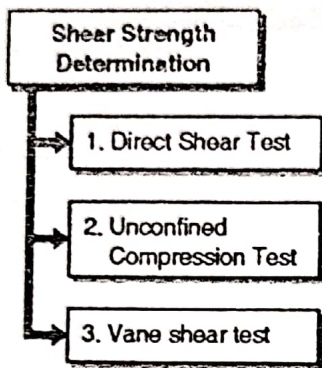 Shear Strength
Determination
1. Direct Shear Test
2. Unconfined
Compression Test
3. Vane shear test